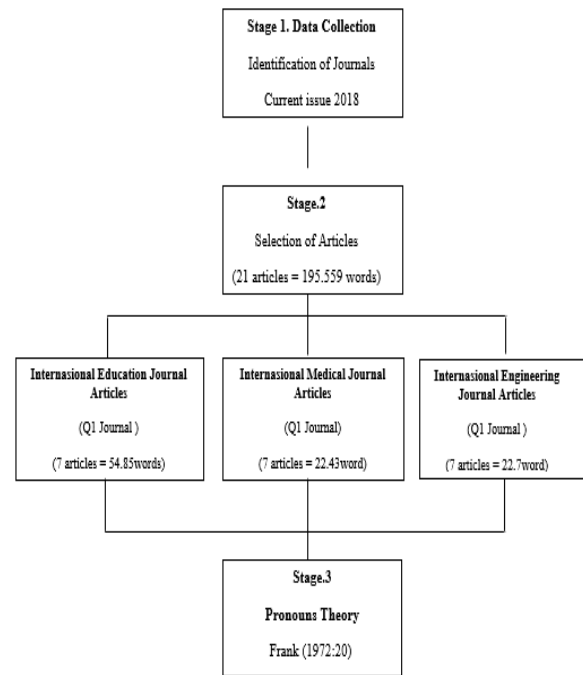 Stage 1. Data Collection
Identification of Journals
Current issue 2018
Stage.2
Selection of Articles
(21 articles = 195.559 words)
Internasional Education Journal
Articles
(Q1 Journal )
(7 articles = 54.85words)
Internasional Medical Journal
Articles
(Q1 Journal)
(7 articles = 22.43word)
Internasional Engineering
Journal Articles
(Q1 Journal )
(7 articles = 22.7word)
Stage.3
Pronouns Theory
Frank (1972:20)